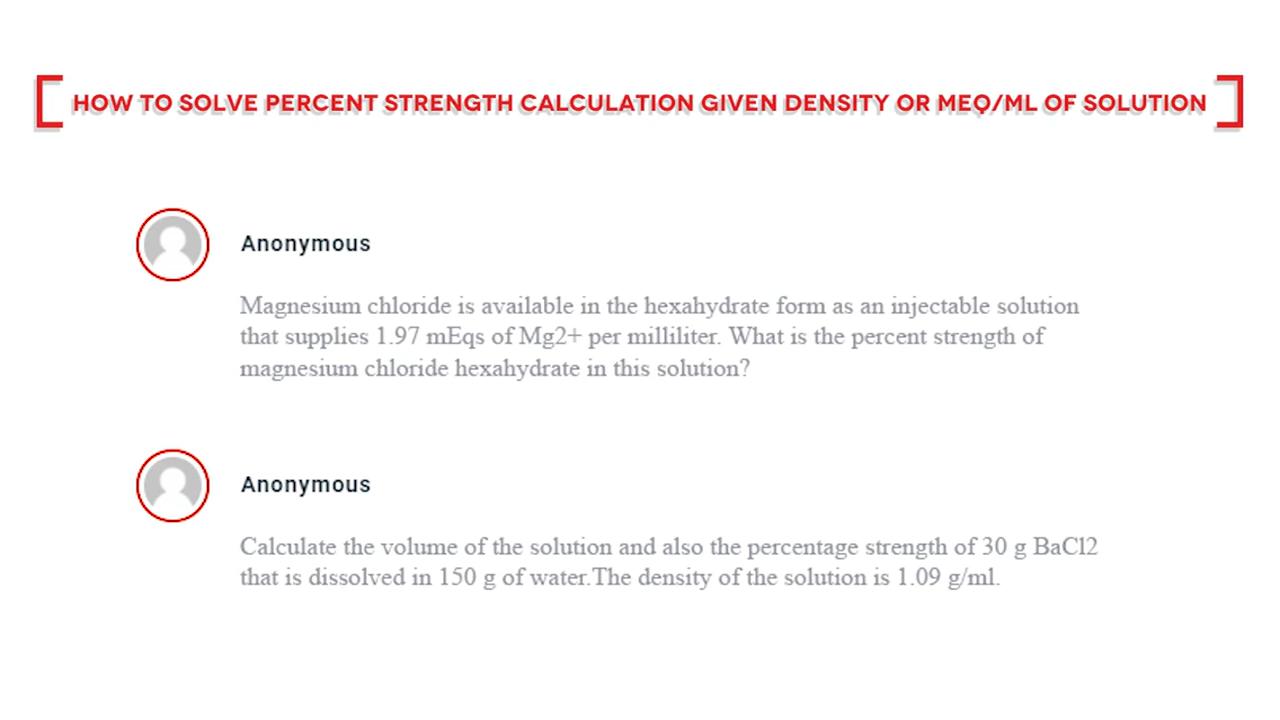 HOW TO SOLVE PERCENT STRENGTH CALCULATION GIVEN DENSITY OR MEQ/ML OF SOLUTION
Anonymous
Magnesium chloride is available in the hexahydrate form as an injectable solution
that supplies 1.97 mEqs of Mg2+ per milliliter. What is the percent strength of
magnesium chloride hexahydrate in this solution?
Anonymous
Calculate the volume of the solution and also the percentage strength of 30 g BaCl2
that is dissolved in 150 g of water.The density of the solution is 1.09 g/ml.